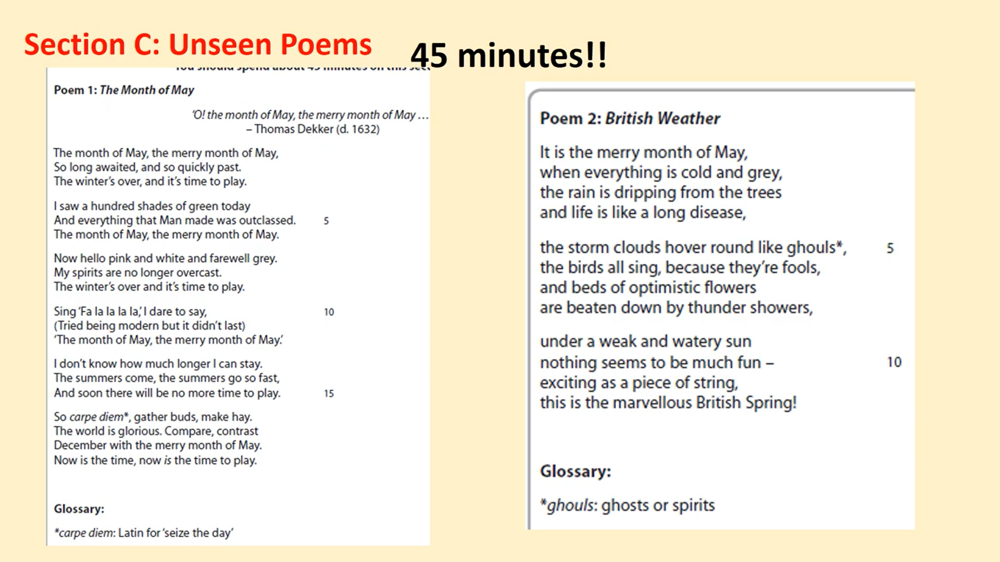 Section C: Unseen Poems
45 minutes!!
You should spend about 45 minutes on this sect
Poem 1: The Month of May
‘O! the month of May, the merry month of May …
– Thomas Dekker (d. 1632)
The month of May, the merry month of May,
So long awaited, and so quickly past.
The winter’s over, and it’s time to play.
I saw a hundred shades of green today
And everything that Man made was outclassed. 5
The month of May, the merry month of May.
Now hello pink and white and farewell grey.
My spirits are no longer overcast.
The winter’s over and it’s time to play.
Sing ‘Fa la la la la,’ I dare to say, 10
(Tried being modern but it didn’t last)
‘The month of May, the merry month of May.’
I don’t know how much longer I can stay.
The summers come, the summers go so fast,
And soon there will be no more time to play. 15
So carpe diem*, gather buds, make hay.
The world is glorious. Compare, contrast
December with the merry month of May.
Now is the time, now is the time to play.
Glossary:
*carpe diem: Latin for ‘seize the day’
Poem 2: British Weather
It is the merry month of May,
when everything is cold and grey,
the rain is dripping from the trees
and life is like a long disease,
the storm clouds hover round like ghouls*, 5
the birds all sing, because they’re fools,
and beds of optimistic flowers
are beaten down by thunder showers,
under a weak and watery sun
nothing seems to be much fun – 10
exciting as a piece of string,
this is the marvellous British Spring!
Glossary:
*ghouls: ghosts or spirits